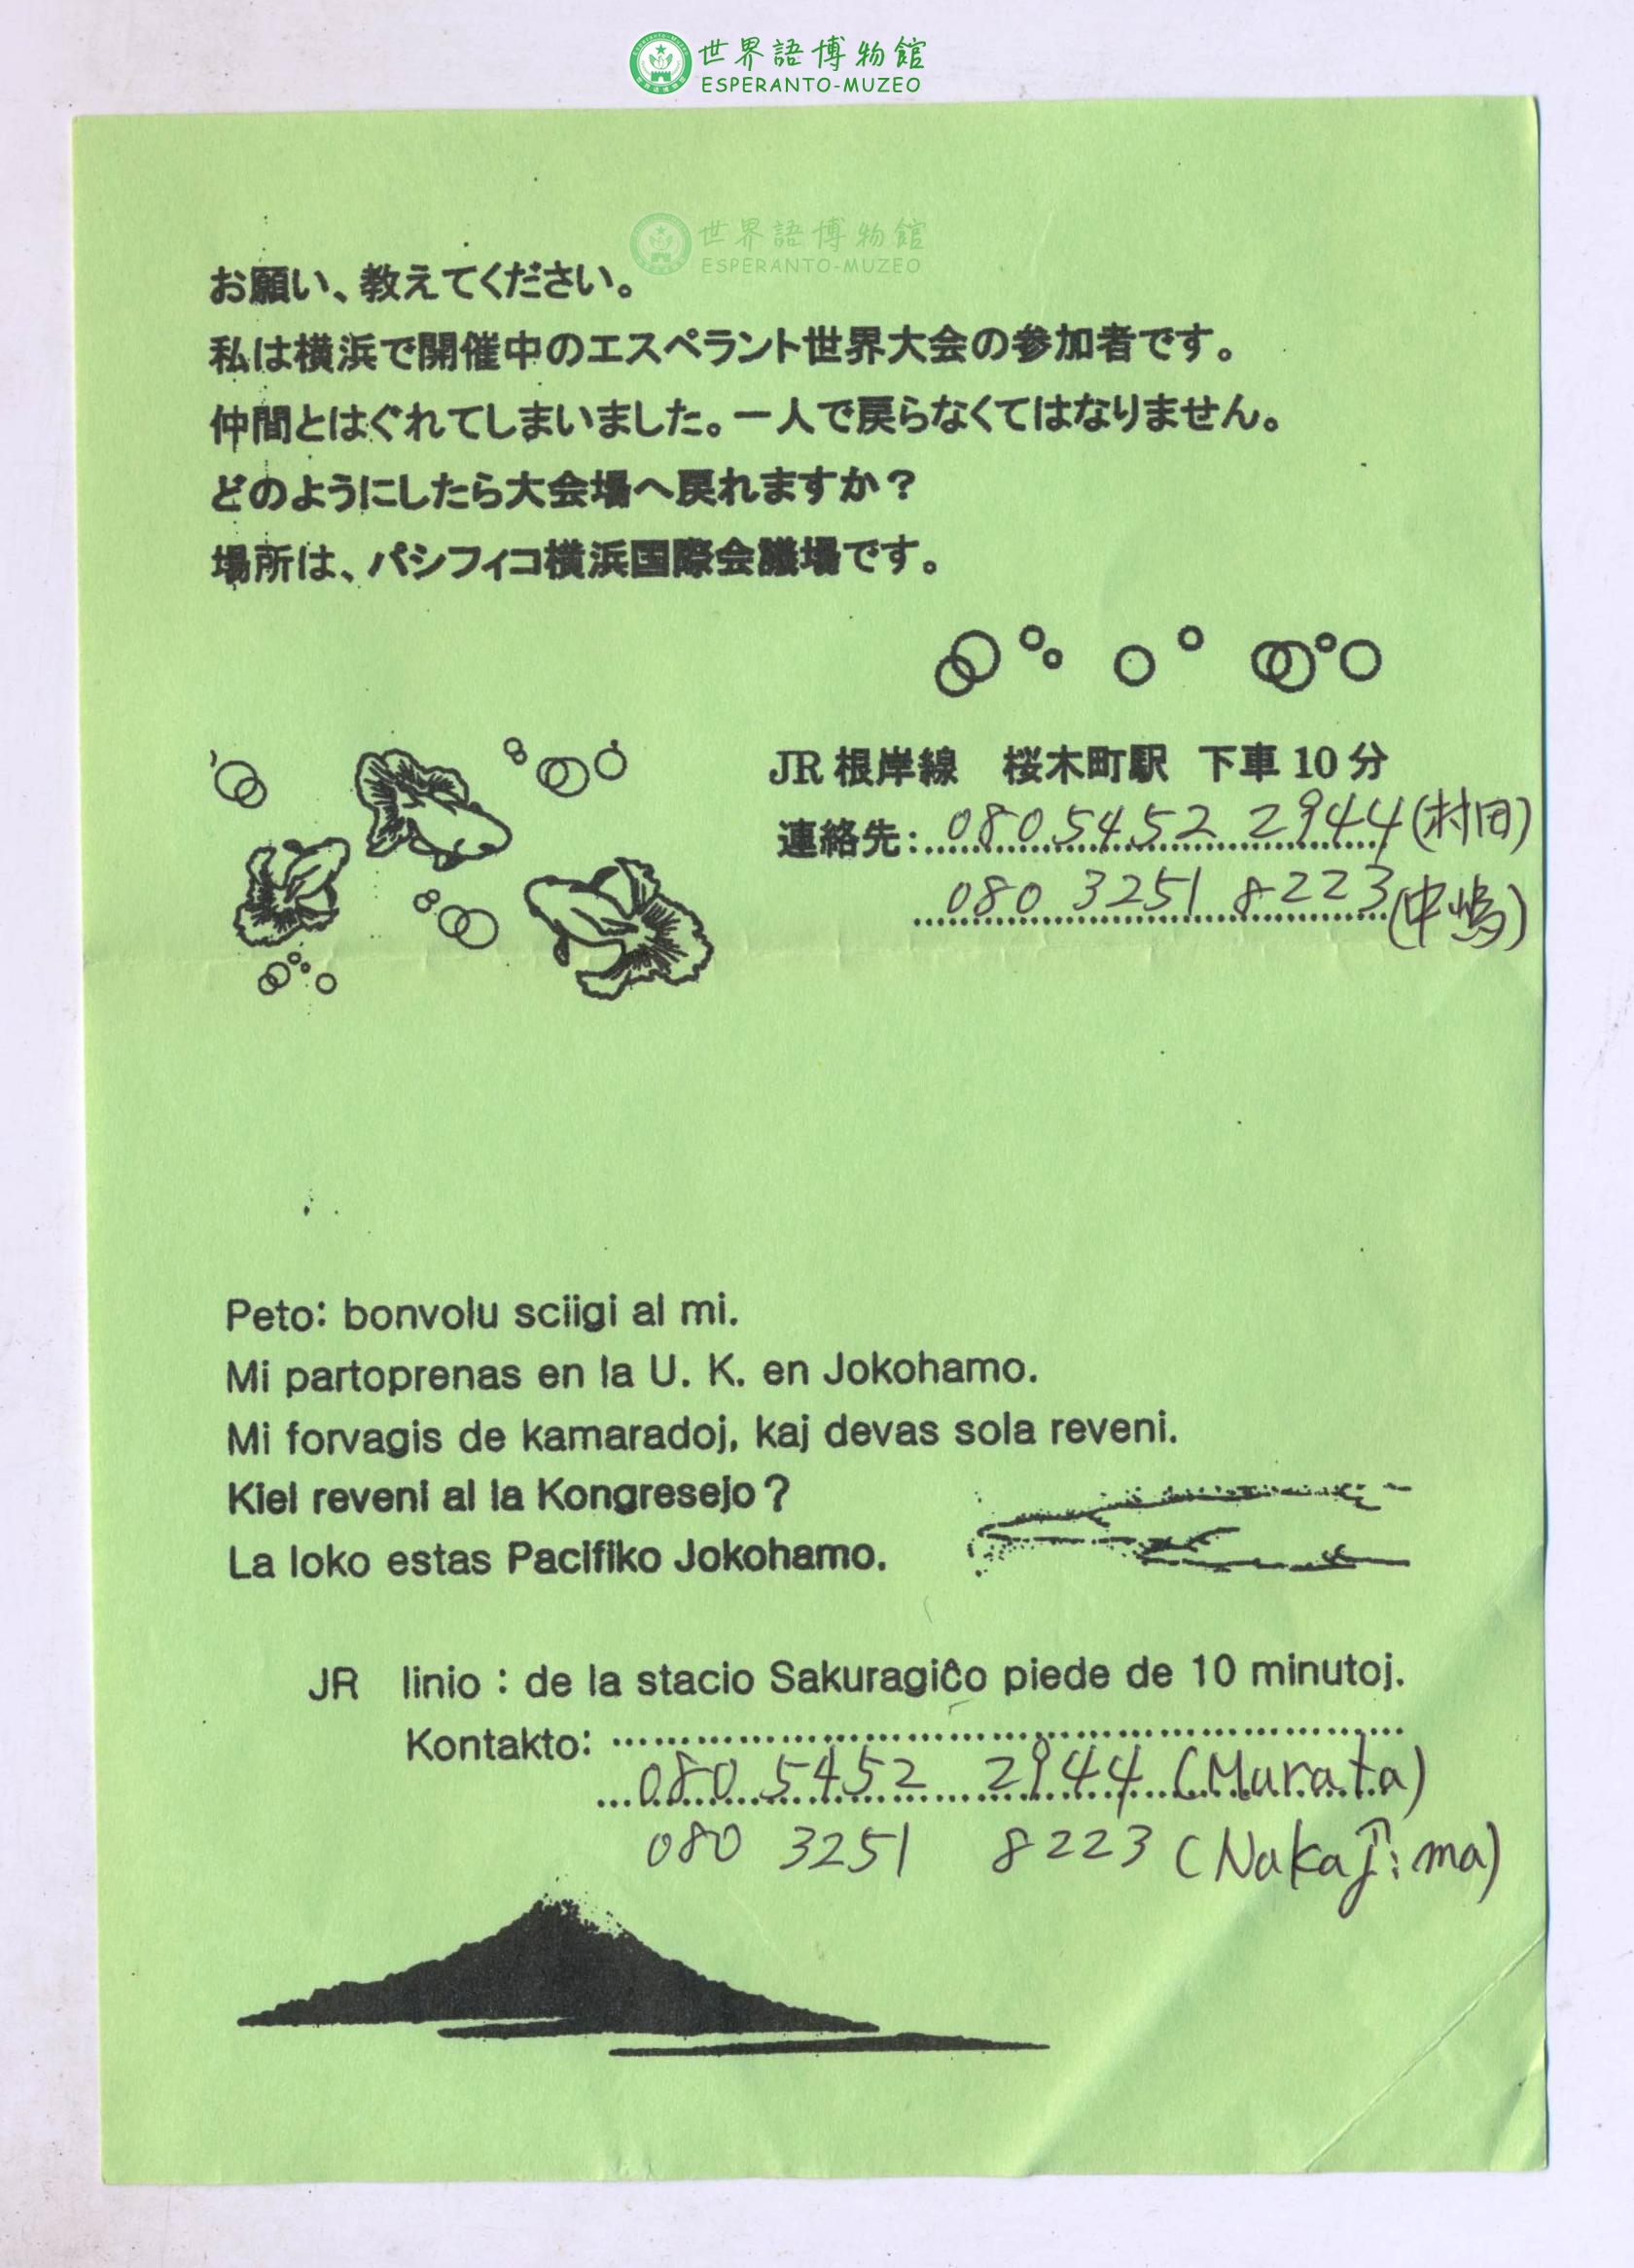 世界語博物館
ESPERANTO-MUZEO
世界語博物館
ESPERANTO-MUZEO
お願い、教えてください。
私は横浜で開催中のエスペラント世界大会の参加者です。
仲間とはぐれてしまいました。一人で戻らなくてはなりません。
どのようにしたら大会場へ戻れますか？
場所は、パシフィコ横浜国際会議場です。
JR 根岸線　桜木町駅　下車 10 分
連絡先：080 5452 2944 (村田)
080 3251 8223 (中嶋)
Peto: bonvolu sciigi al mi.
Mi partoprenas en la U. K. en Jokohamo.
Mi forvagis de kamaradoj, kaj devas sola reveni.
Kiel reveni al la Kongresejo?
La loko estas Pacifiko Jokohamo.
JR linio : de la stacio Sakuragiĉo piede de 10 minutoj.
Kontakto:
080 5452 2944 (Murata)
080 3251 8223 (Nakaĵima)